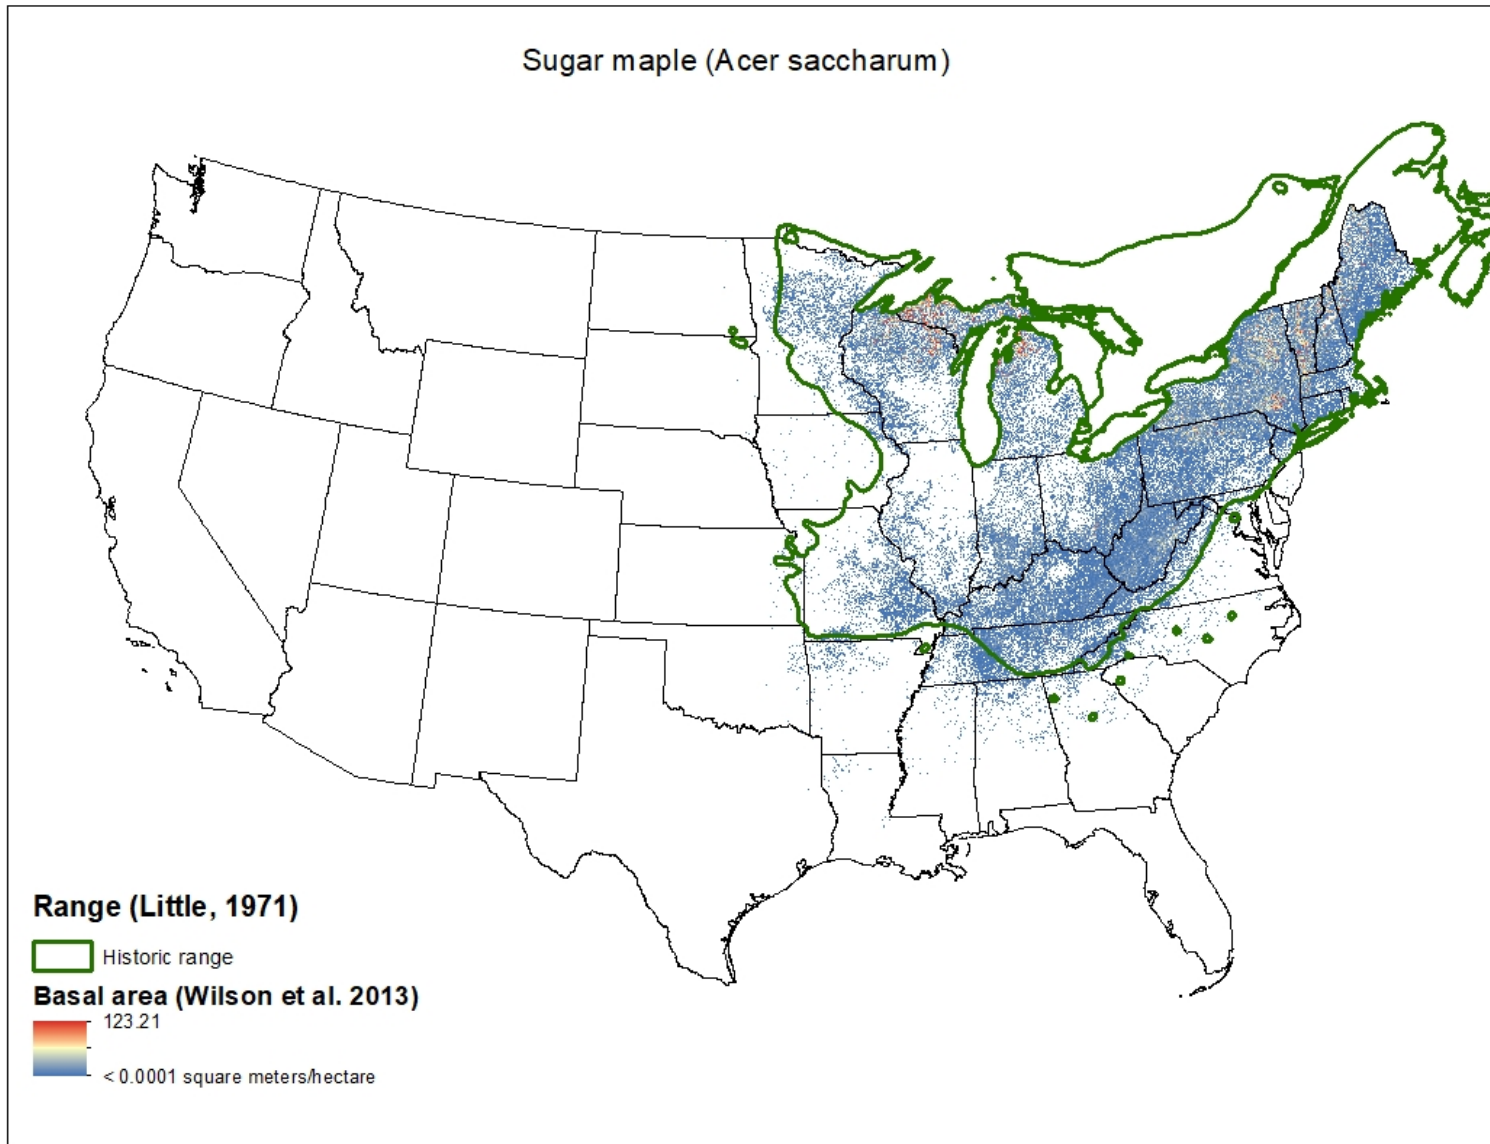 Sugar maple (Acer saccharum)
Range (Little, 1971)
Historic range
Basal area (Wilson et al. 2013)
123.21
< 0.0001 square meters/hectare